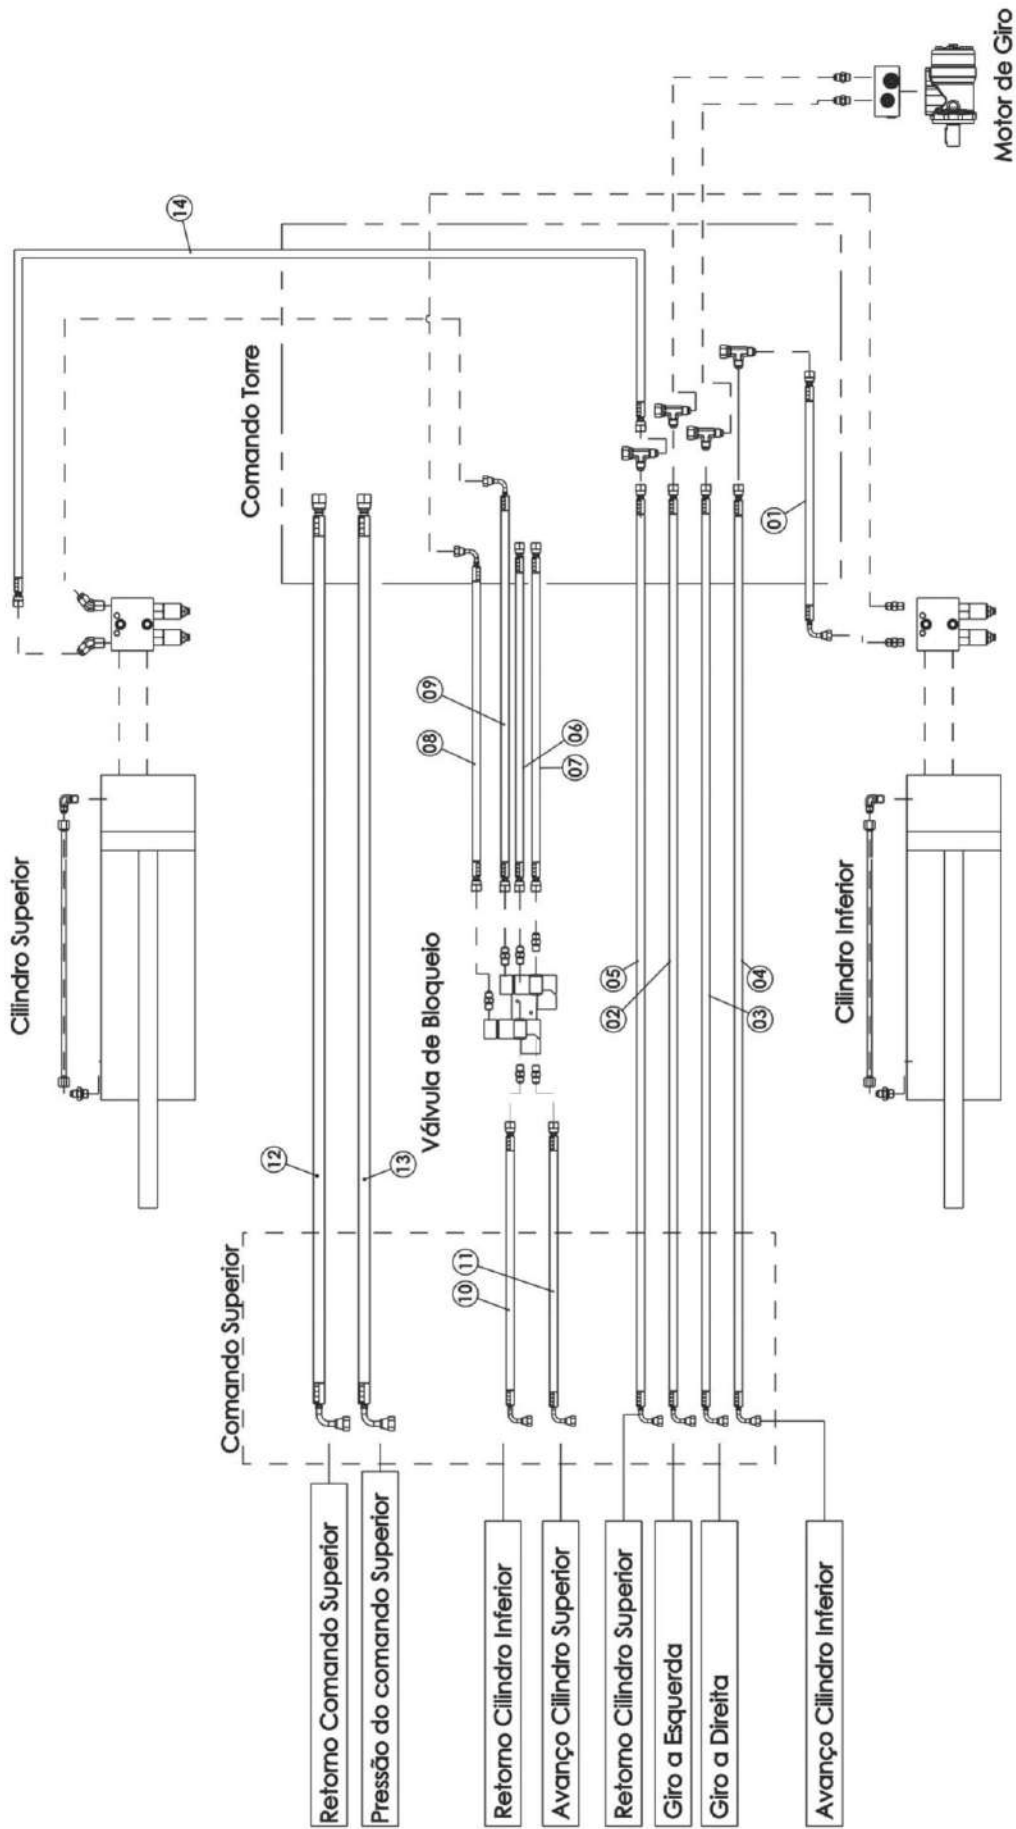 Cilindro Superior
14
Comando Torre
Motor de Giro
12
13
Válvula de Bloqueio
08
09
06
07
Comando Superior
10
11
05
02
03
04
01
Cilindro Inferior
Retorno Comando Superior
Pressão do comando Superior
Retorno Cilindro Inferior
Avanço Cilindro Superior
Retorno Cilindro Superior
Giro a Esquerda
Giro a Direita
Avanço Cilindro Inferior